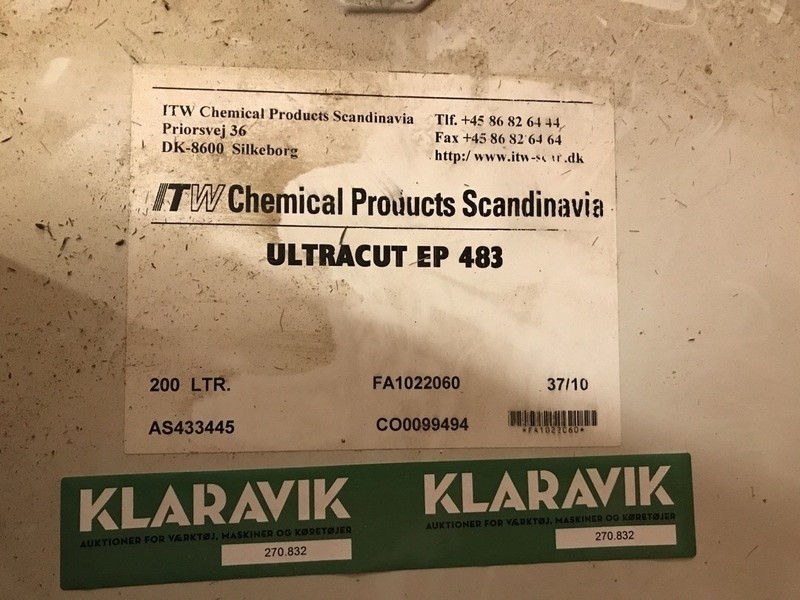 ITW Chemical Products Scandinavia
Priorsvej 36
DK-8600 Silkeborg
Tlf. +45 86 82 64 44
Fax +45 86 82 64 64
ITW Chemical Products Scandinavia
ULTRACUT EP 483
200 LTR. FA1022060 37/10
AS433445 CO0099494
*FA1022060*
KLARAVIK
AUKTIONER FOR VÆRKTØJ, MASKINER OG KØRETØJER
270.832
KLARAVIK
AUKTIONER FOR VÆRKTØJ, MASKINER OG KØRETØJER
270.832